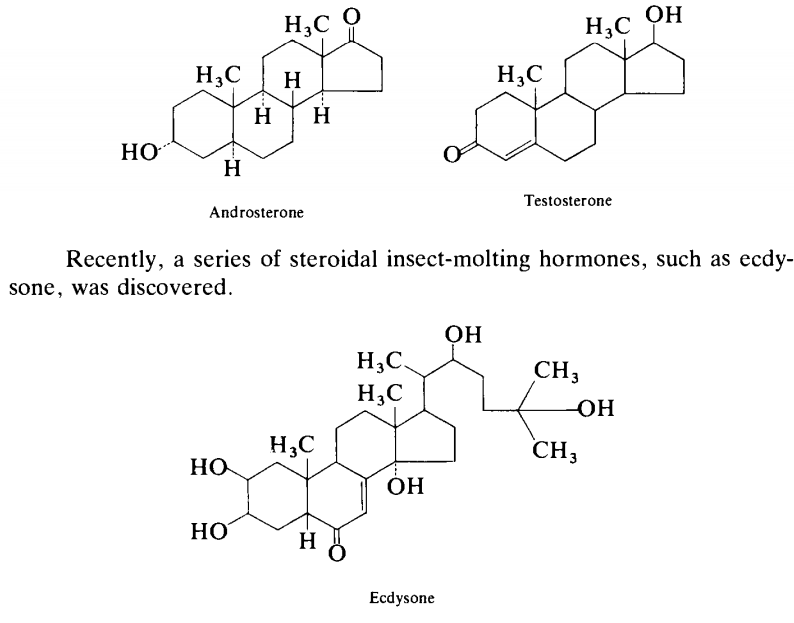 O
H₃C
H₃C
H
H
H
HO
H
Androsterone
OH
H₃C
H₃C
O
Testosterone
Recently, a series of steroidal insect-molting hormones, such as ecdy-
sone, was discovered.
OH
H₃C
CH₃
H₃C
OH
H₃C
CH₃
HO
OH
HO
H
O
Ecdysone